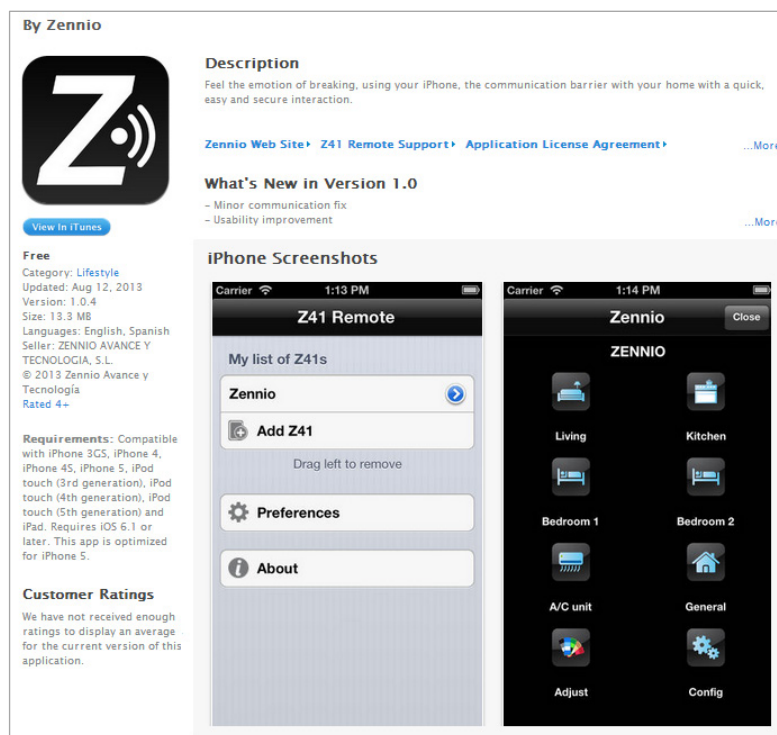 By Zennio
Z
View In iTunes
Free
Category: Lifestyle
Updated: Aug 12, 2013
Version: 1.0.4
Size: 13.3 MB
Languages: English, Spanish
Seller: ZENNIO AVANCE Y
TECNOLOGIA, S.L.
© 2013 Zennio Avance y
Tecnología
Rated 4+
Requirements: Compatible
with iPhone 3GS, iPhone 4,
iPhone 4S, iPhone 5, iPod
touch (3rd generation), iPod
touch (4th generation), iPod
touch (5th generation) and
iPad. Requires iOS 6.1 or
later. This app is optimized
for iPhone 5.
Customer Ratings
We have not received enough
ratings to display an average
for the current version of this
application.
Description
Feel the emotion of breaking, using your iPhone, the communication barrier with your home with a quick,
easy and secure interaction.
Zennio Web Site Z41 Remote Support Application License Agreement
...More
What's New in Version 1.0
– Minor communication fix
– Usability improvement
...More
iPhone Screenshots
Carrier 1:13 PM
Z41 Remote
My list of Z41s
Zennio
Add Z41
Drag left to remove
Preferences
About
Carrier 1:14 PM
Zennio Close
ZENNIO
Living Kitchen
Bedroom 1 Bedroom 2
A/C unit General
Adjust Config